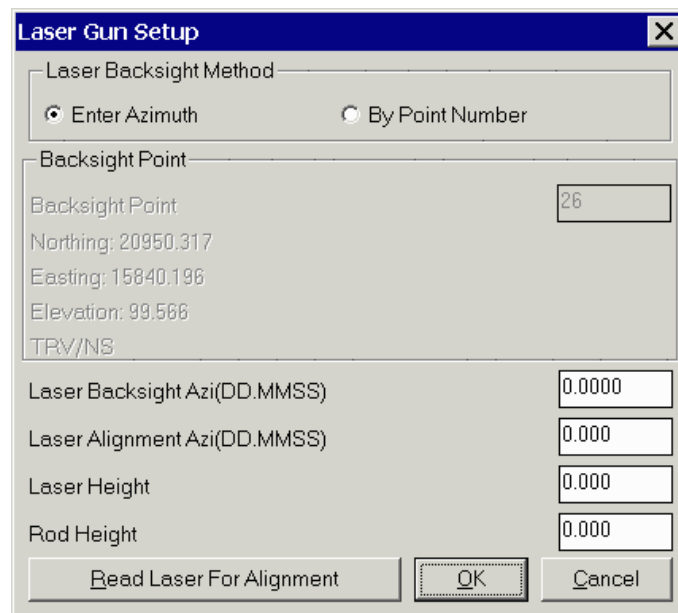 Laser Gun Setup
Laser Backsight Method
Enter Azimuth By Point Number
Backsight Point
Backsight Point 26
Northing: 20950.317
Easting: 15840.196
Elevation: 99.566
TRV/NS
Laser Backsight Azi(DD.MMSS) 0.0000
Laser Alignment Azi(DD.MMSS) 0.000
Laser Height 0.000
Rod Height 0.000
Read Laser For Alignment OK Cancel